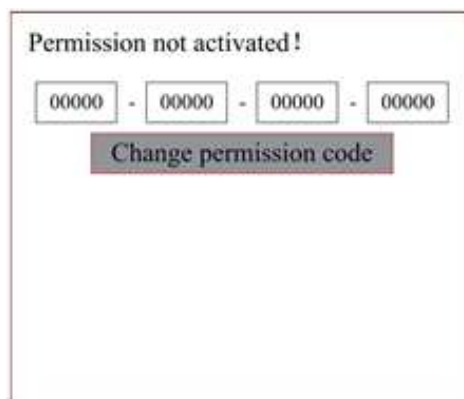 Permission not activated!
00000 - 00000 - 00000 - 00000
Change permission code